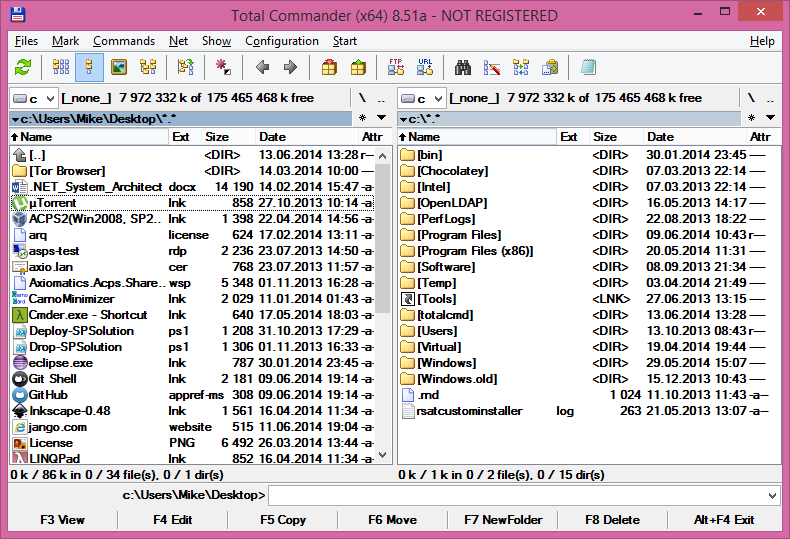 Total Commander (x64) 8.51a - NOT REGISTERED
Files Mark Commands Net Show Configuration Start Help
FTP URL
c [_none_] 7 972 332 k of 175 465 468 k free \ ..
c [_none_] 7 972 332 k of 175 465 468 k free \ ..
c:\Users\Mike\Desktop\*.* *
c:\*.* *
Name Ext Size Date Attr
[..] <DIR> 13.06.2014 13:28 r—
[Tor Browser] <DIR> 14.03.2014 10:00 —
.NET_System_Architect docx 14 190 14.02.2014 15:47 -a-
µTorrent lnk 858 27.10.2013 10:14 -a
ACPS2(Win2008, SP2.. lnk 1 398 22.04.2014 14:56 -a-
arq license 624 17.02.2014 13:11 -a-
asps-test rdp 2 236 23.07.2013 14:50 -a-
axio.lan cer 768 23.07.2013 11:57 -a-
Axiomatics.Acps.Share.. wsp 5 348 01.11.2013 16:28 -a-
CarnoMinimizer lnk 2 029 11.01.2014 01:43 -a-
Cmder.exe - Shortcut lnk 640 17.05.2014 18:03 -a-
Deploy-SPSolution ps1 1 208 31.10.2013 17:29 -a-
Drop-SPSolution ps1 1 306 01.11.2013 16:33 -a-
eclipse.exe lnk 787 30.01.2014 23:45 -a-
Git Shell lnk 2 181 09.06.2014 19:14 -a-
GitHub appref-ms 308 09.06.2014 19:14 -a-
Inkscape-0.48 lnk 1 561 16.04.2014 11:34 -a-
jango.com website 515 11.06.2014 19:04 -a-
License PNG 6 492 26.03.2014 13:44 -a-
LINQPad lnk 852 16.04.2014 11:34 -a-
Name Ext Size Date Attr
[bin] <DIR> 30.01.2014 23:45 —
[Chocolatey] <DIR> 07.03.2013 22:14 —
[Intel] <DIR> 07.03.2013 22:14 —
[OpenLDAP] <DIR> 16.05.2013 14:17 —
[PerfLogs] <DIR> 22.08.2013 18:22 —
[Program Files] <DIR> 09.06.2014 10:43 r—
[Program Files (x86)] <DIR> 20.05.2014 11:31 —
[Software] <DIR> 08.09.2013 21:34 —
[Temp] <DIR> 03.04.2014 21:49 —
[Tools] <LNK> 27.06.2013 13:15 —
[totalcmd] <DIR> 13.06.2014 13:28 —
[Users] <DIR> 13.10.2013 08:43 r—
[Virtual] <DIR> 19.04.2014 19:44 —
[Windows] <DIR> 29.05.2014 15:07 —
[Windows.old] <DIR> 15.12.2013 10:43 —
.rnd 1 024 11.10.2013 11:43 -a—
rsatcustominstaller log 263 21.05.2013 13:07 -a—
0 k / 86 k in 0 / 34 file(s), 0 / 1 dir(s)
0 k / 1 k in 0 / 2 file(s), 0 / 15 dir(s)
c:\Users\Mike\Desktop>
F3 View F4 Edit F5 Copy F6 Move F7 NewFolder F8 Delete Alt+F4 Exit